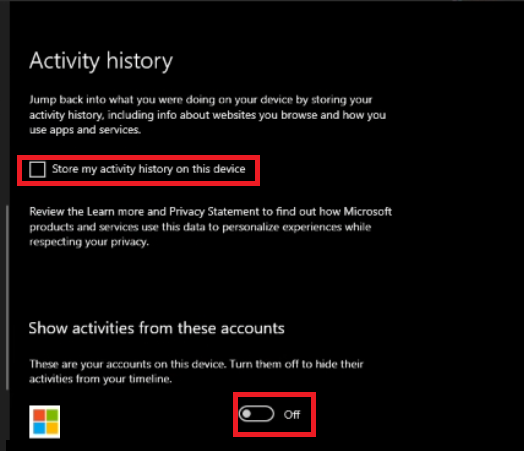 Activity history
Jump back into what you were doing on your device by storing your
activity history, including info about websites you browse and how you
use apps and services.
Store my activity history on this device
Review the Learn more and Privacy Statement to find out how Microsoft
products and services use this data to personalize experiences while
respecting your privacy.
Show activities from these accounts
These are your accounts on this device. Turn them off to hide their
activities from your timeline.
Off